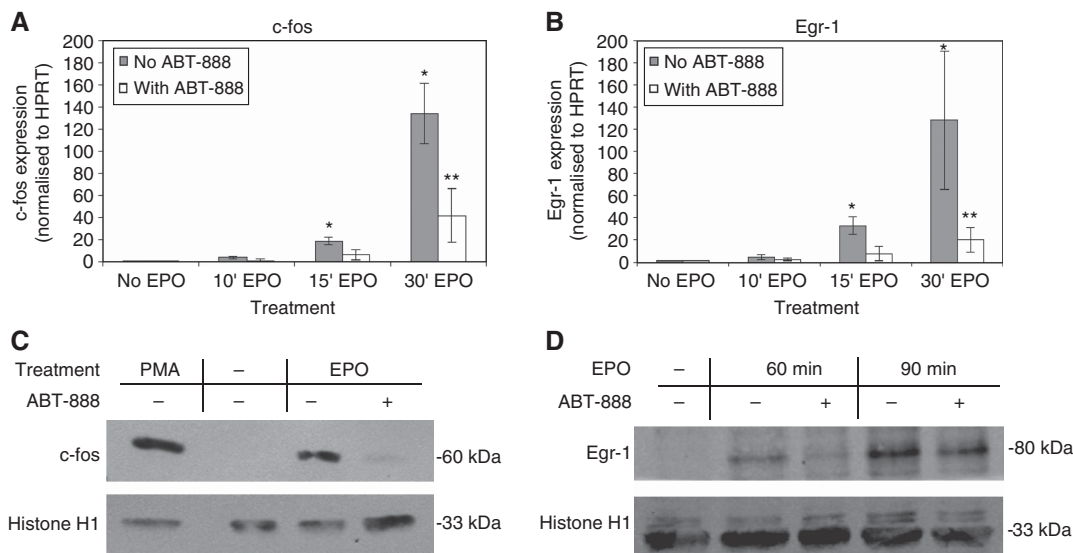 A
c-fos
200
180
160
140
120
100
80
60
40
20
0
c-fos expression
(normalised to HPRT)
No ABT-888
With ABT-888
*
*
**
No EPO 10' EPO 15' EPO 30' EPO
Treatment
B
Egr-1
200
180
160
140
120
100
80
60
40
20
0
Egr-1 expression
(normalised to HPRT)
No ABT-888
With ABT-888
*
*
**
No EPO 10' EPO 15' EPO 30' EPO
Treatment
C
Treatment PMA – EPO
ABT-888 – – – +
c-fos -60 kDa
Histone H1 -33 kDa
D
EPO – 60 min 90 min
ABT-888 – – + – +
Egr-1 -80 kDa
Histone H1 -33 kDa